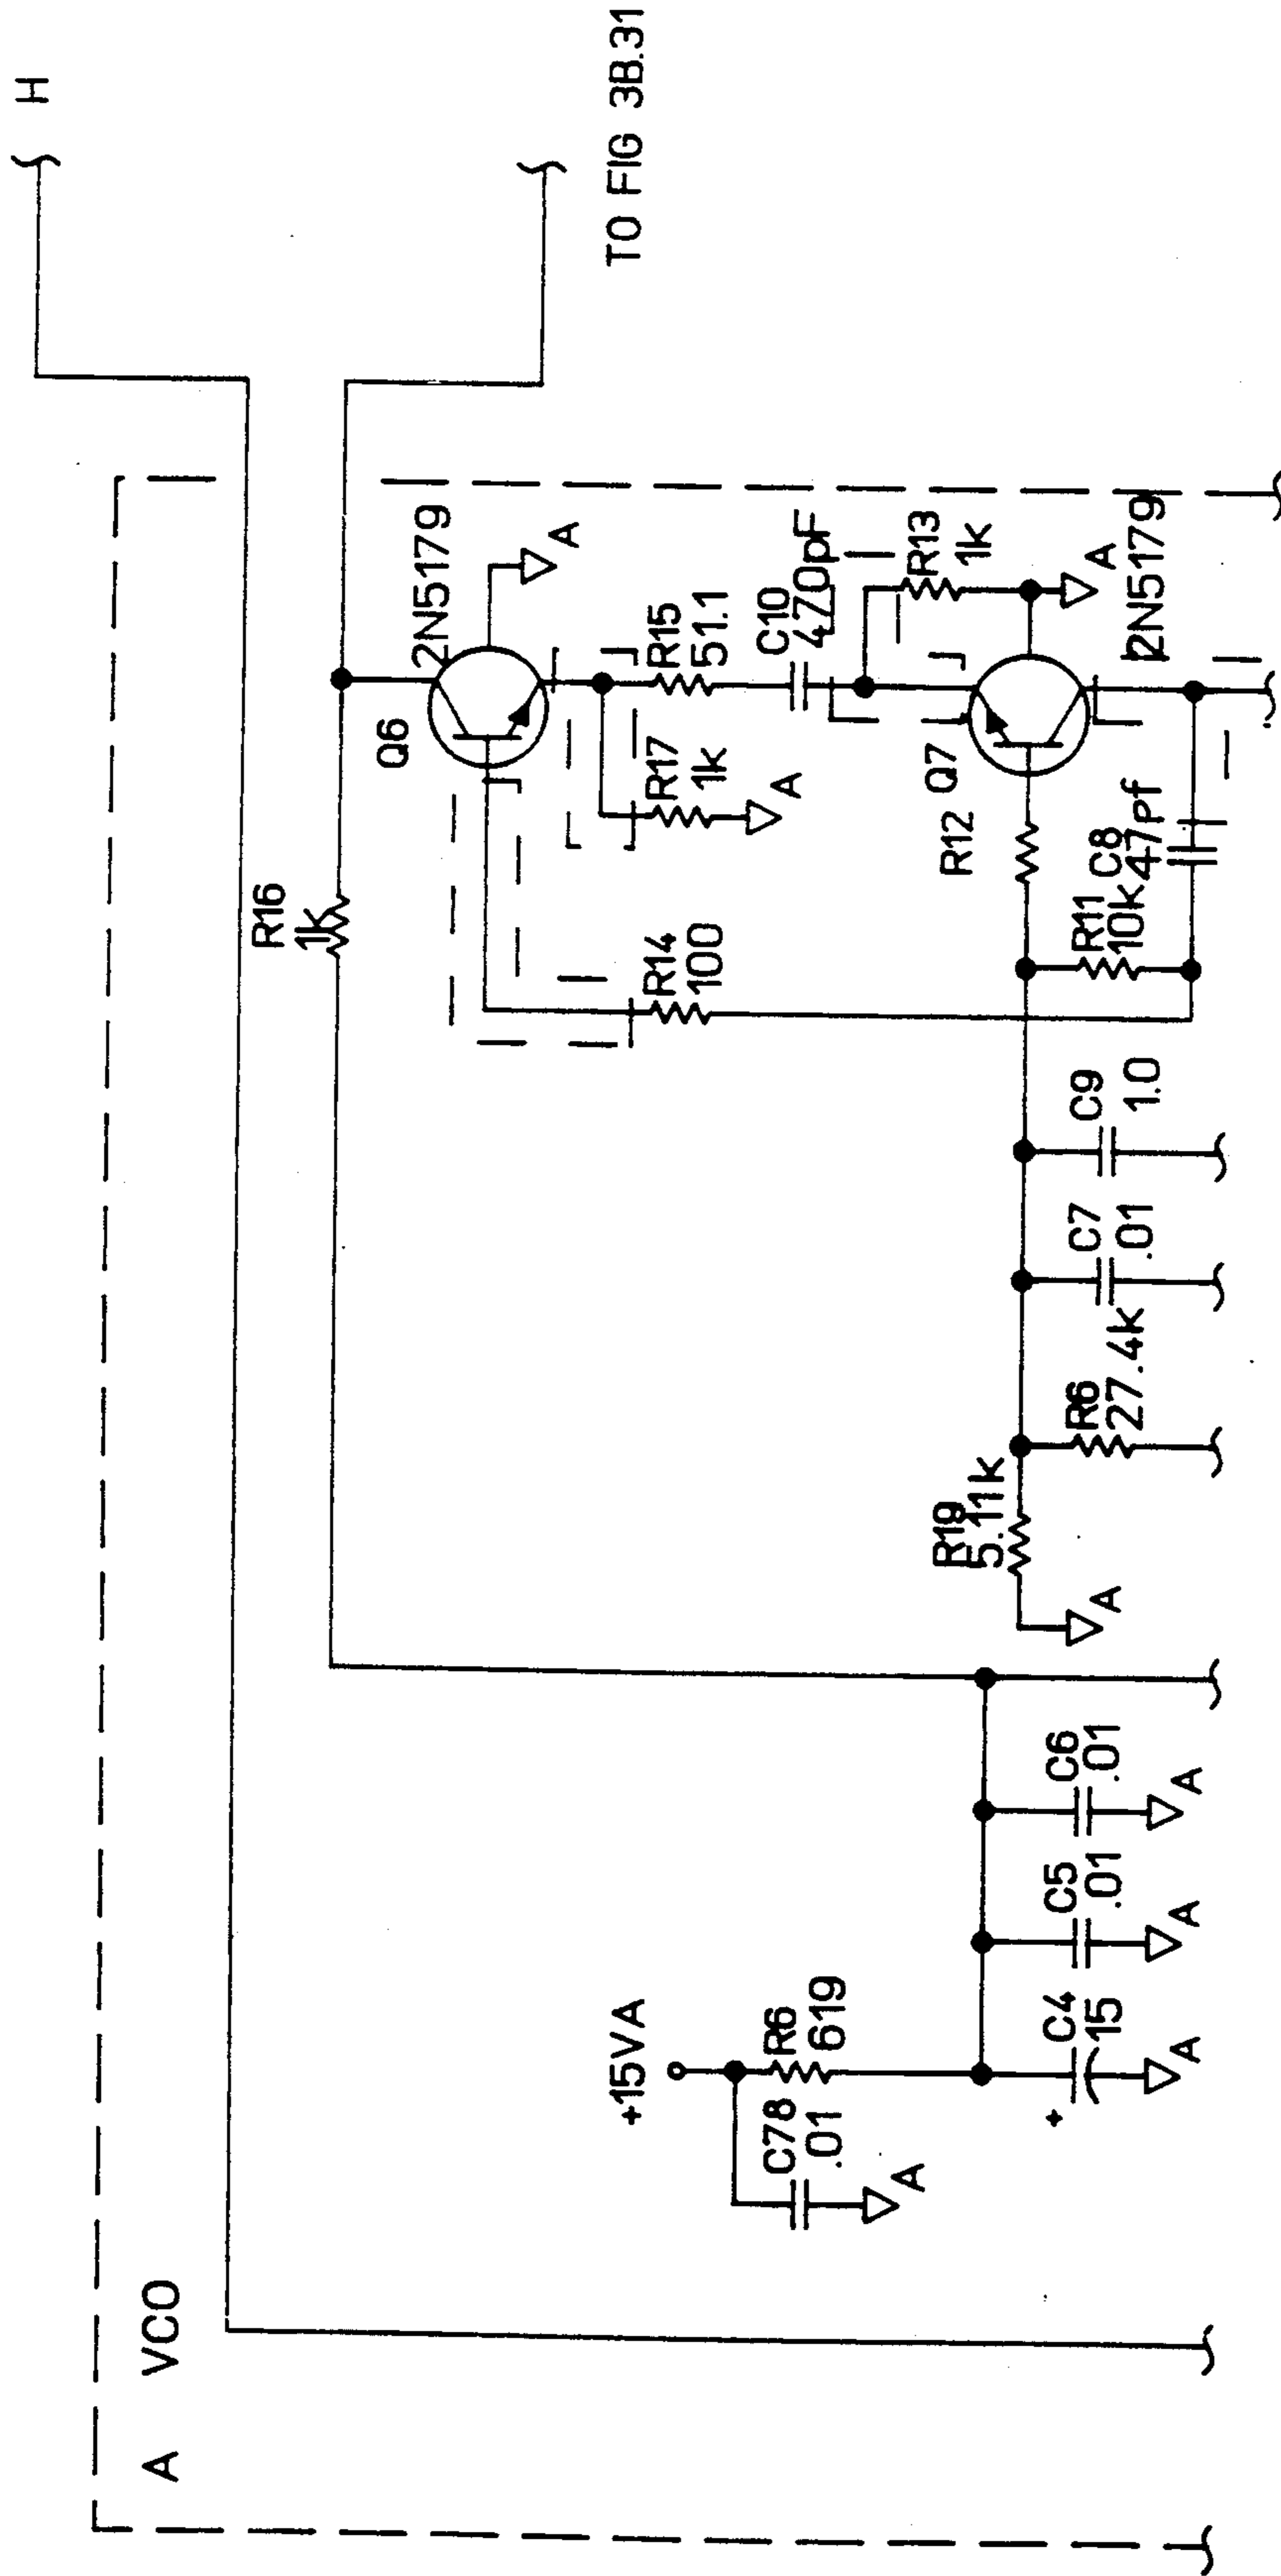 H
TO FIG 3B.31
A VCO
R16
1K
Q6
2N5179
A
R15
51.1
R17
1k
A
C10
470pF
R13
1k
A
Q7
2N5179
R12
R14
100
R11
10k
C8
47pf
C9
1.0
C7
.01
R6
27.4k
R19
5.11k
A
+15VA
C78
.01
A
R6
619
+
C4
15
A
C5
.01
A
C6
.01
A